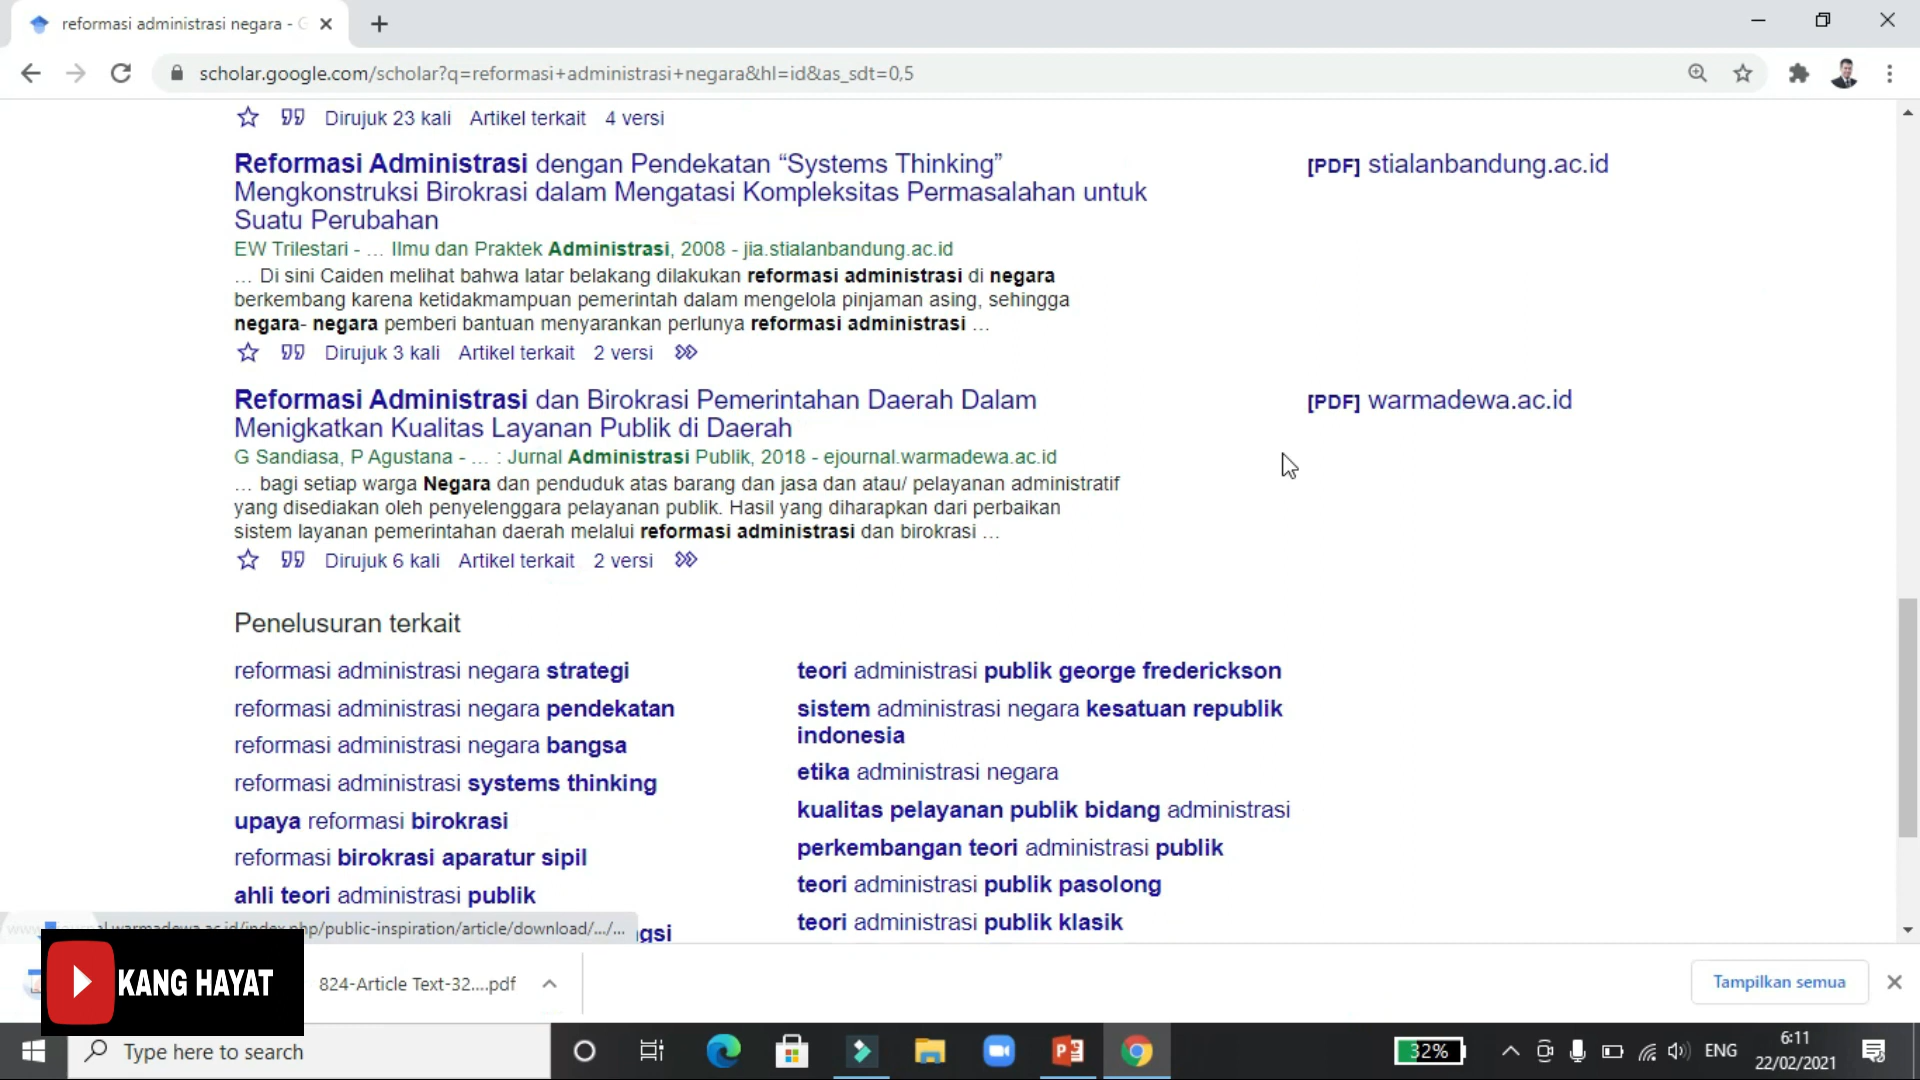 reformasi administrasi negara - G
scholar.google.com/scholar?q=reformasi+administrasi+negara&hl=id&as_sdt=0,5
Dirujuk 23 kali Artikel terkait 4 versi
Reformasi Administrasi dengan Pendekatan “Systems Thinking”
Mengkonstruksi Birokrasi dalam Mengatasi Kompleksitas Permasalahan untuk
Suatu Perubahan
[PDF] stialanbandung.ac.id
EW Trilestari - … Ilmu dan Praktek Administrasi, 2008 - jia.stialanbandung.ac.id
… Di sini Caiden melihat bahwa latar belakang dilakukan reformasi administrasi di negara
berkembang karena ketidakmampuan pemerintah dalam mengelola pinjaman asing, sehingga
negara- negara pemberi bantuan menyarankan perlunya reformasi administrasi …
Dirujuk 3 kali Artikel terkait 2 versi
Reformasi Administrasi dan Birokrasi Pemerintahan Daerah Dalam
Menigkatkan Kualitas Layanan Publik di Daerah
[PDF] warmadewa.ac.id
G Sandiasa, P Agustana - … : Jurnal Administrasi Publik, 2018 - ejournal.warmadewa.ac.id
… bagi setiap warga Negara dan penduduk atas barang dan jasa dan atau/ pelayanan administratif
yang disediakan oleh penyelenggara pelayanan publik. Hasil yang diharapkan dari perbaikan
sistem layanan pemerintahan daerah melalui reformasi administrasi dan birokrasi …
Dirujuk 6 kali Artikel terkait 2 versi
Penelusuran terkait
reformasi administrasi negara strategi
reformasi administrasi negara pendekatan
reformasi administrasi negara bangsa
reformasi administrasi systems thinking
upaya reformasi birokrasi
reformasi birokrasi aparatur sipil
ahli teori administrasi publik
teori administrasi publik george frederickson
sistem administrasi negara kesatuan republik
indonesia
etika administrasi negara
kualitas pelayanan publik bidang administrasi
perkembangan teori administrasi publik
teori administrasi publik pasolong
teori administrasi publik klasik
/public-inspiration/article/download/.../...
KANG HAYAT
824-Article Text-32....pdf
Tampilkan semua
Type here to search
32%
ENG
6:11
22/02/2021